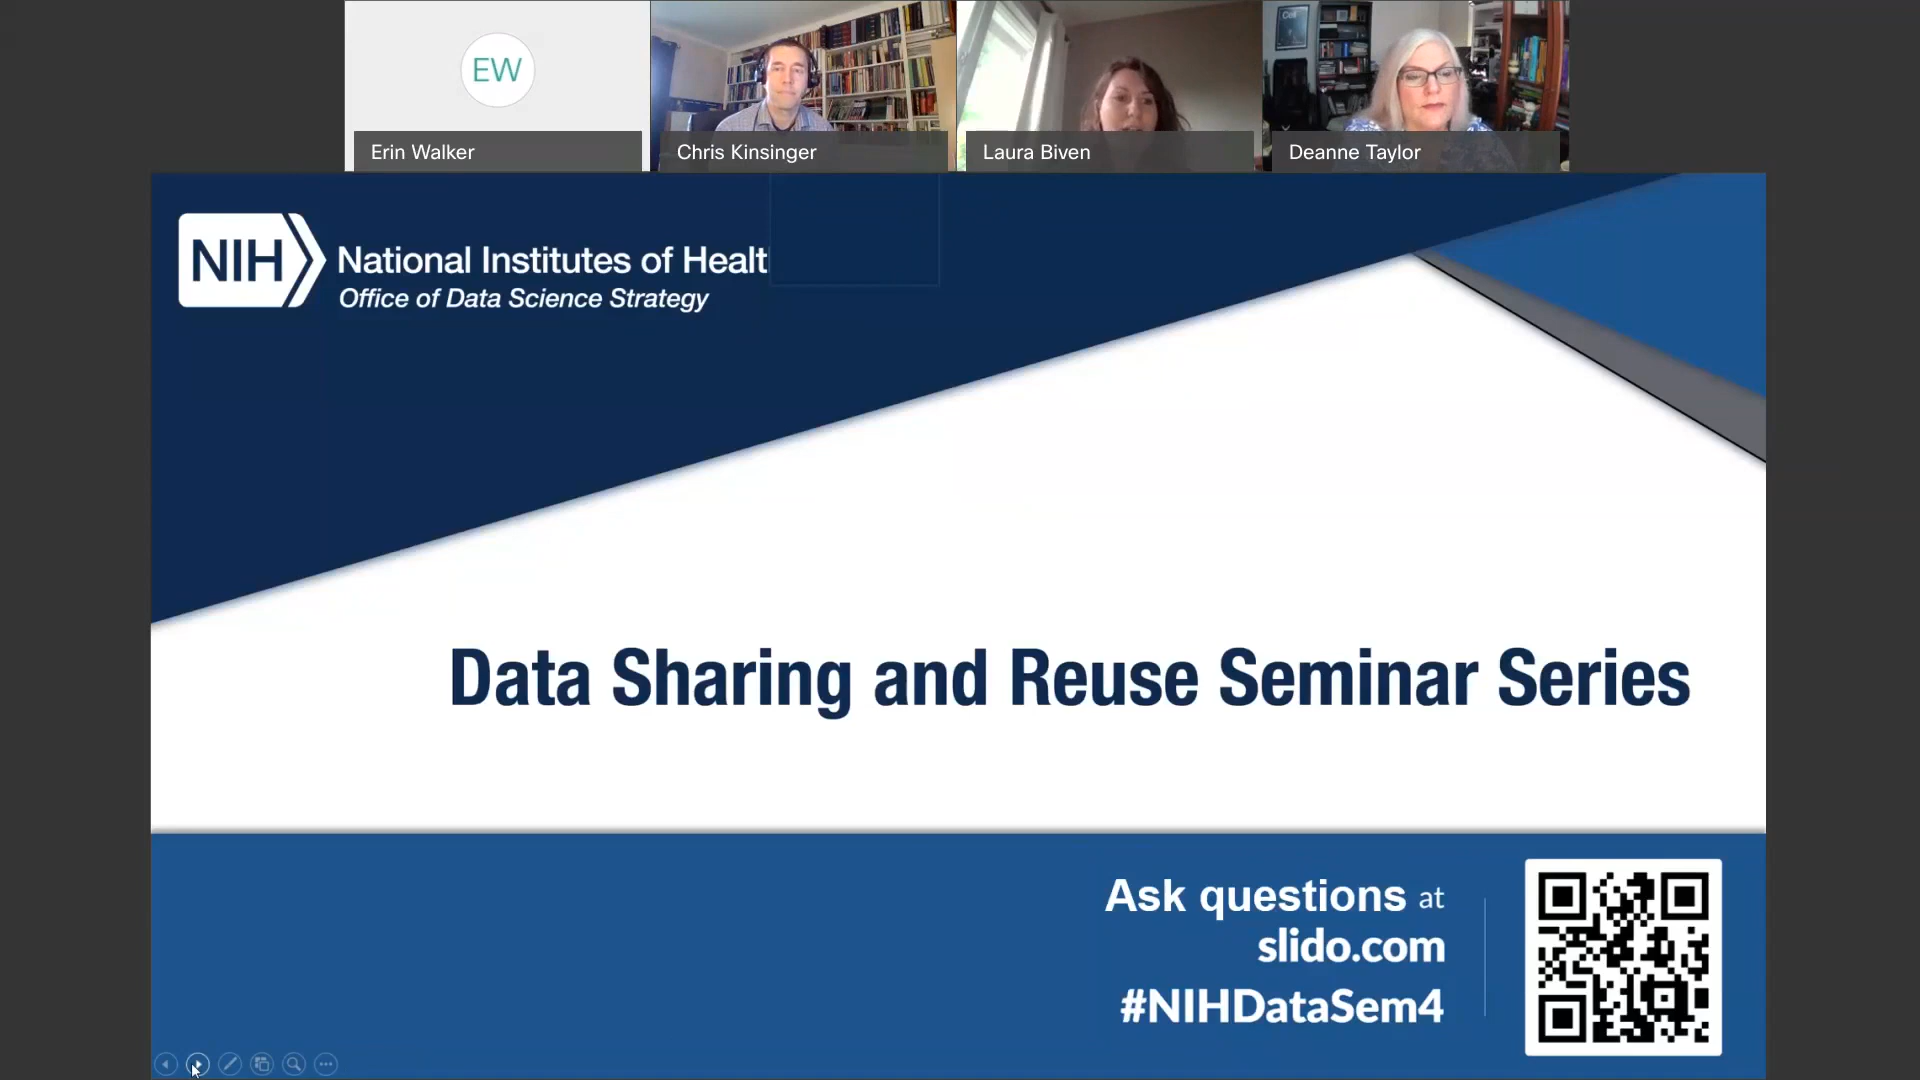 EW
Erin Walker
Chris Kinsinger
Laura Biven
Deanne Taylor
NIH
National Institutes of Healt
Office of Data Science Strategy
Data Sharing and Reuse Seminar Series
Ask questions at
slido.com
#NIHDataSem4